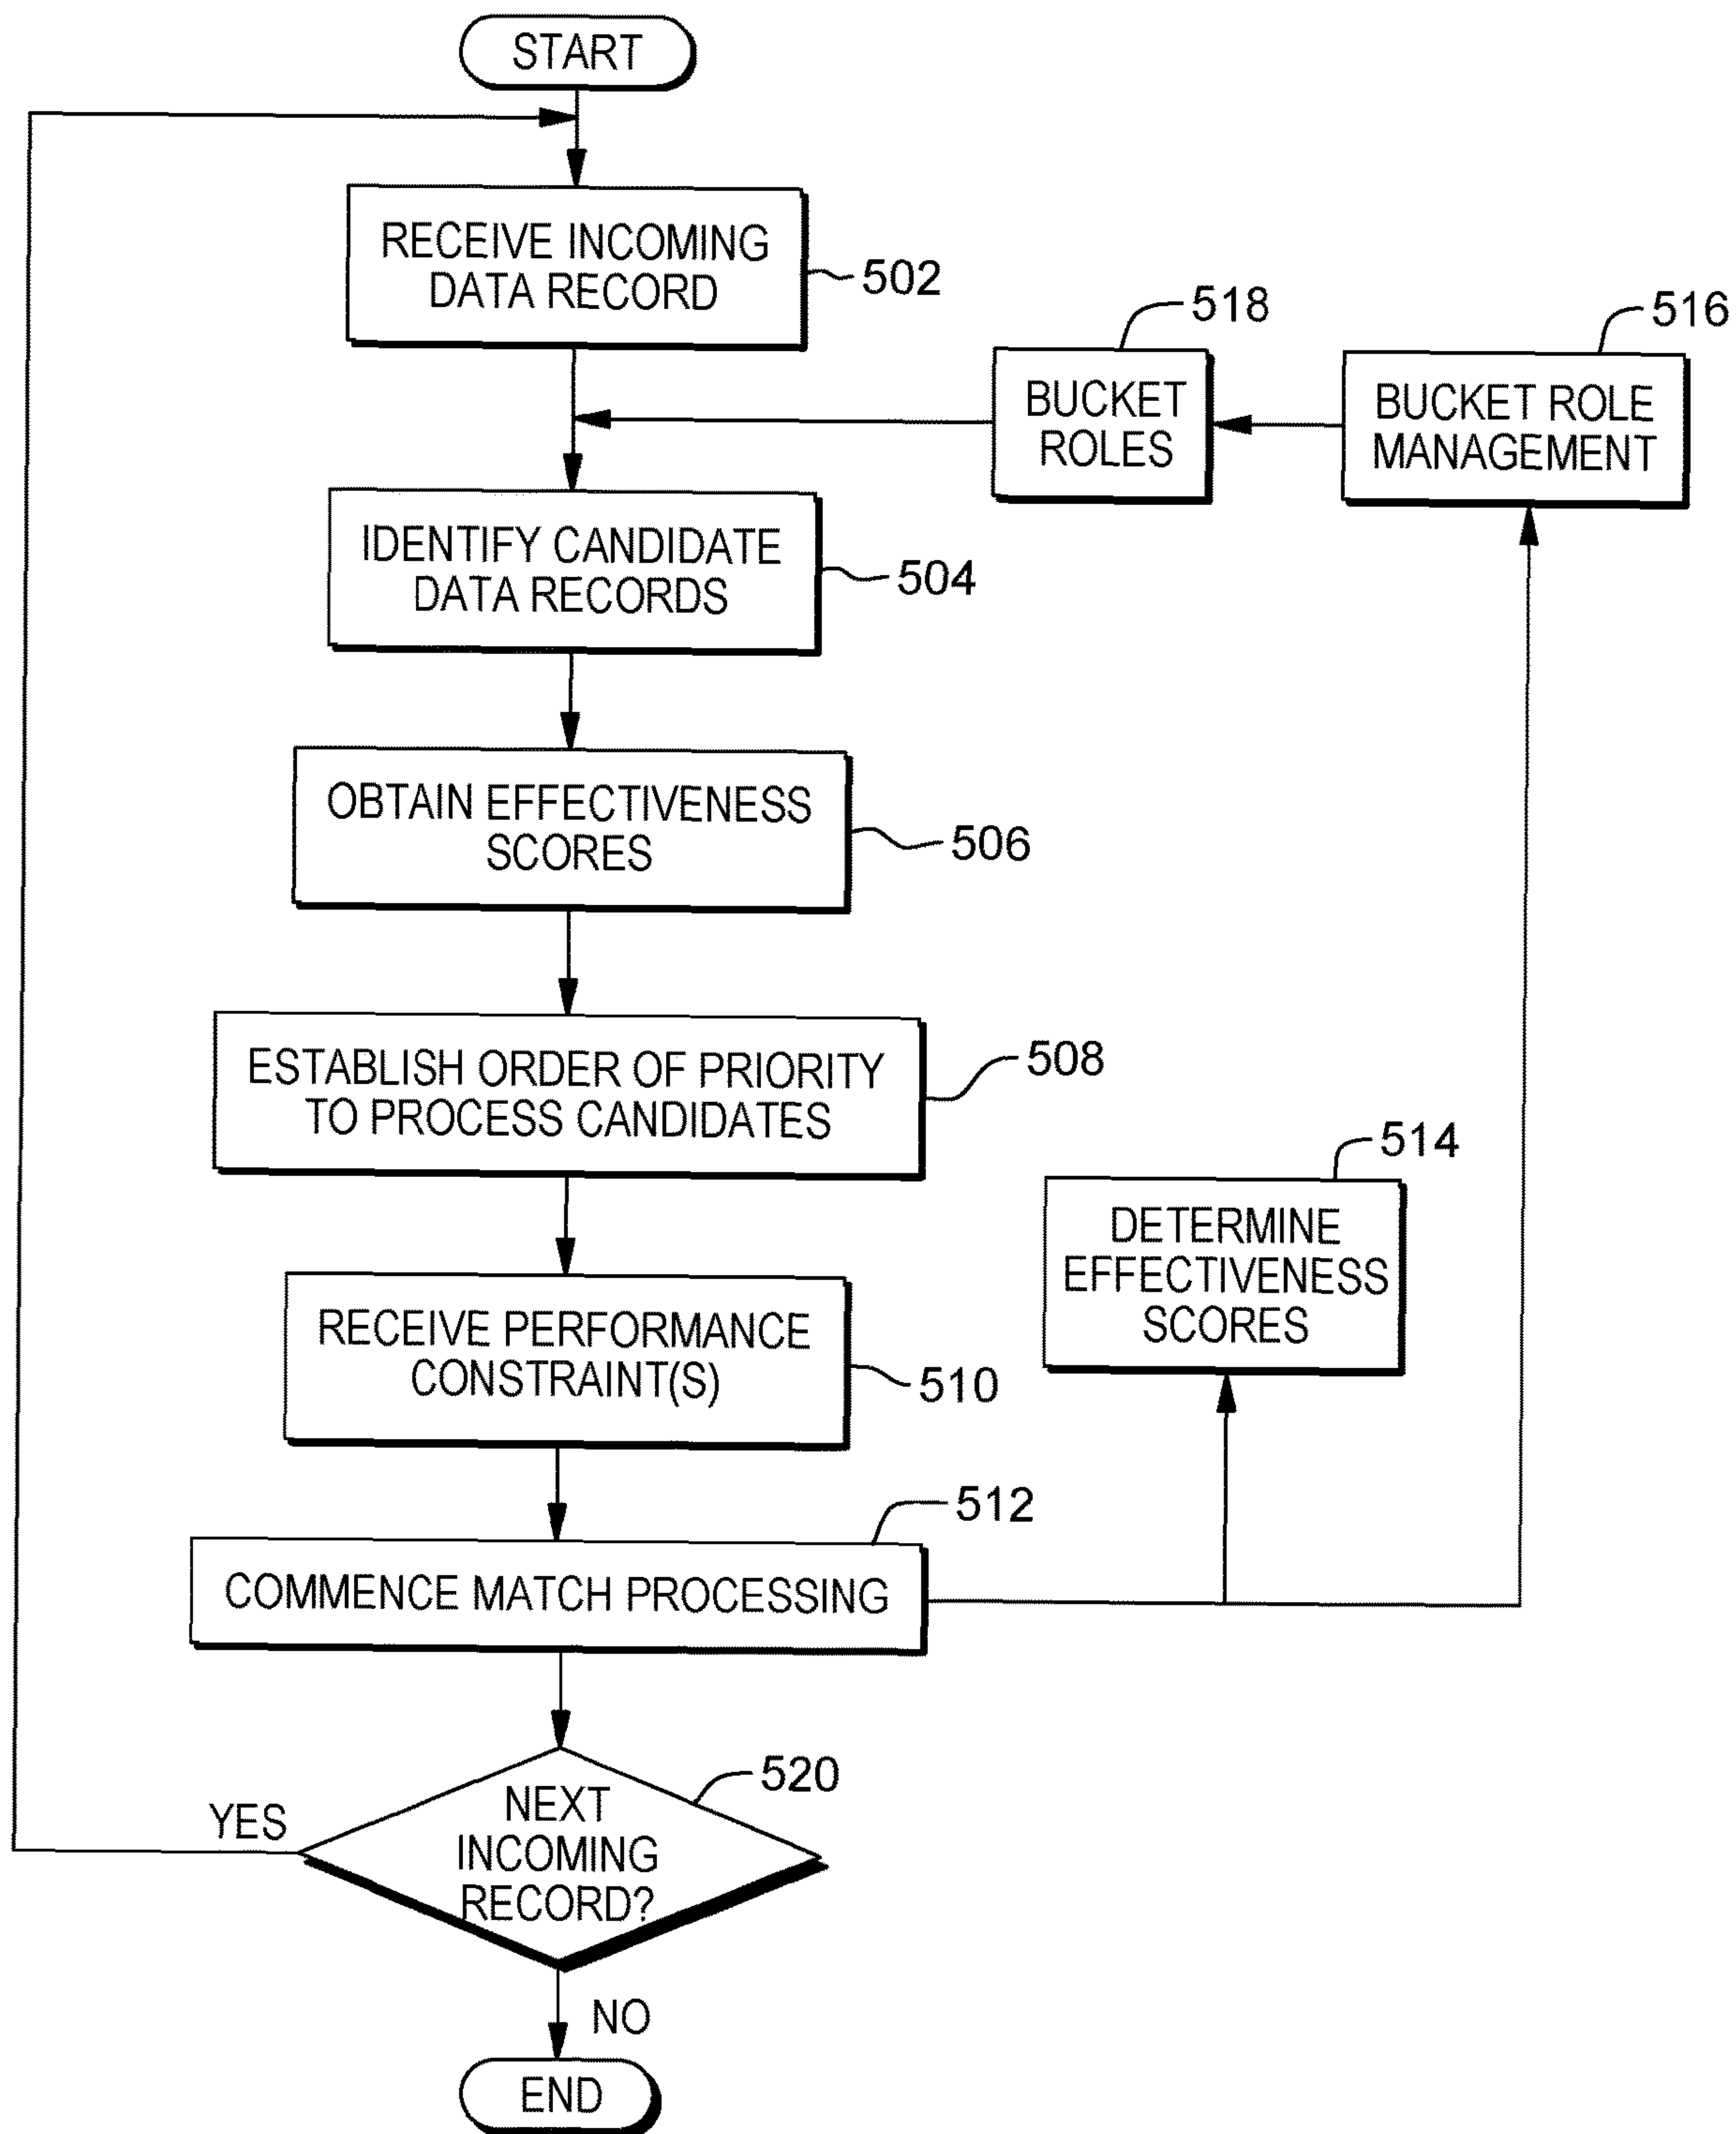 START
RECEIVE INCOMING
DATA RECORD
502
518
516
BUCKET
ROLES
BUCKET ROLE
MANAGEMENT
IDENTIFY CANDIDATE
DATA RECORDS
504
OBTAIN EFFECTIVENESS
SCORES
506
ESTABLISH ORDER OF PRIORITY
TO PROCESS CANDIDATES
508
514
DETERMINE
EFFECTIVENESS
SCORES
RECEIVE PERFORMANCE
CONSTRAINT(S)
510
512
COMMENCE MATCH PROCESSING
520
YES
NEXT
INCOMING
RECORD?
NO
END